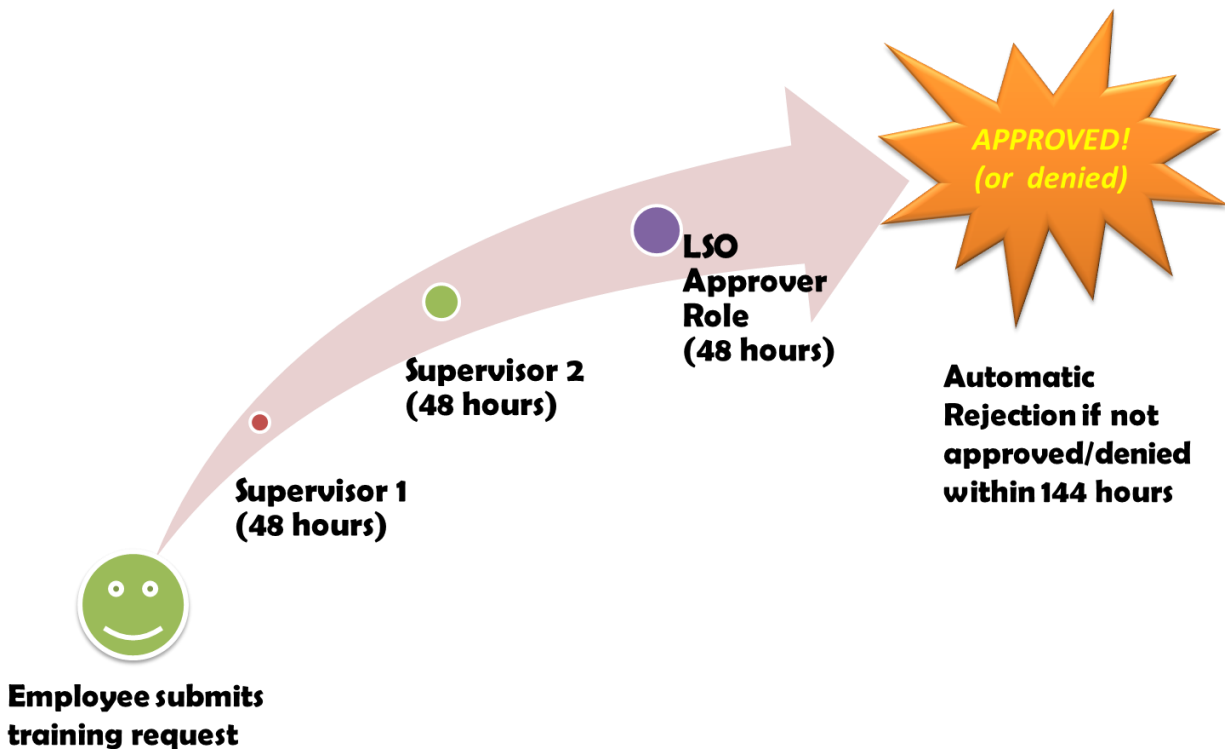 Employee submits
training request
Supervisor 1
(48 hours)
Supervisor 2
(48 hours)
LSO
Approver
Role
(48 hours)
APPROVED!
(or denied)
Automatic
Rejection if not
approved/denied
within 144 hours